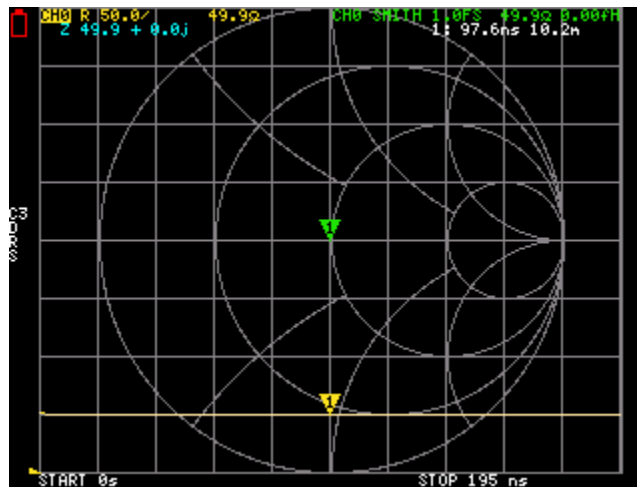 CH0 R 50.0/ 49.9Ω CH0 SMITH 1.0FS 49.9Ω 0.00fH
Z 49.9 + 0.0j 1: 97.6ns 10.2m
C3
1
1
START 0s STOP 195 ns